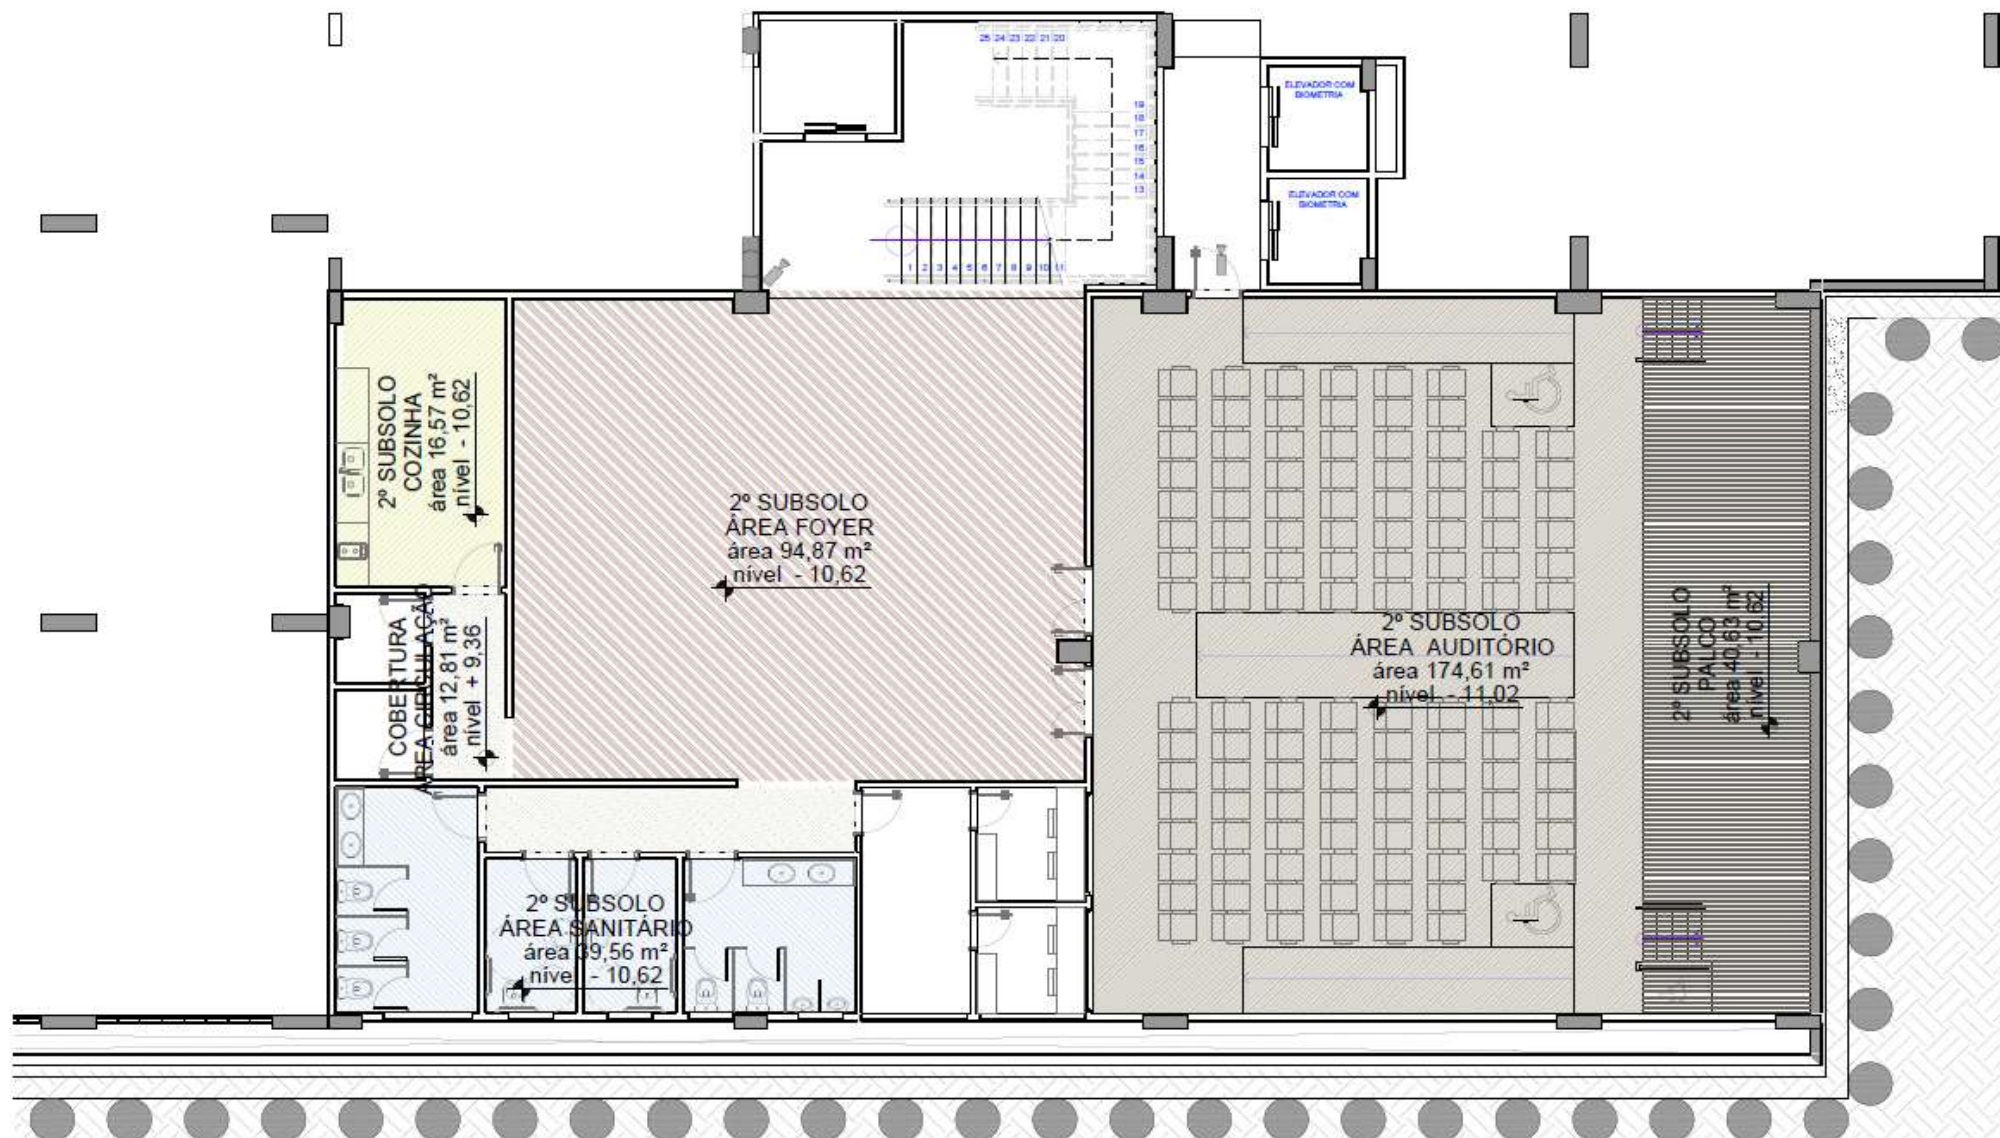 25 24 23 22 21 20
19
18
17
16
15
14
13
1 2 3 4 5 6 7 8 9 10 11
ELEVADOR COM
BIOMETRIA
ELEVADOR COM
BIOMETRIA
2º SUBSOLO
COZINHA
área 16,57 m²
nível - 10,62
2º SUBSOLO
ÁREA FOYER
área 94,87 m²
nível - 10,62
COBERTURA
ÁREA CIRCULAÇÃO
área 12,81 m²
nível + 9,36
2º SUBSOLO
ÁREA AUDITÓRIO
área 174,61 m²
nível - 11,02
2º SUBSOLO
PALCO
área 40,63 m²
nível - 10,62
2º SUBSOLO
ÁREA SANITÁRIO
área 39,56 m²
nível - 10,62